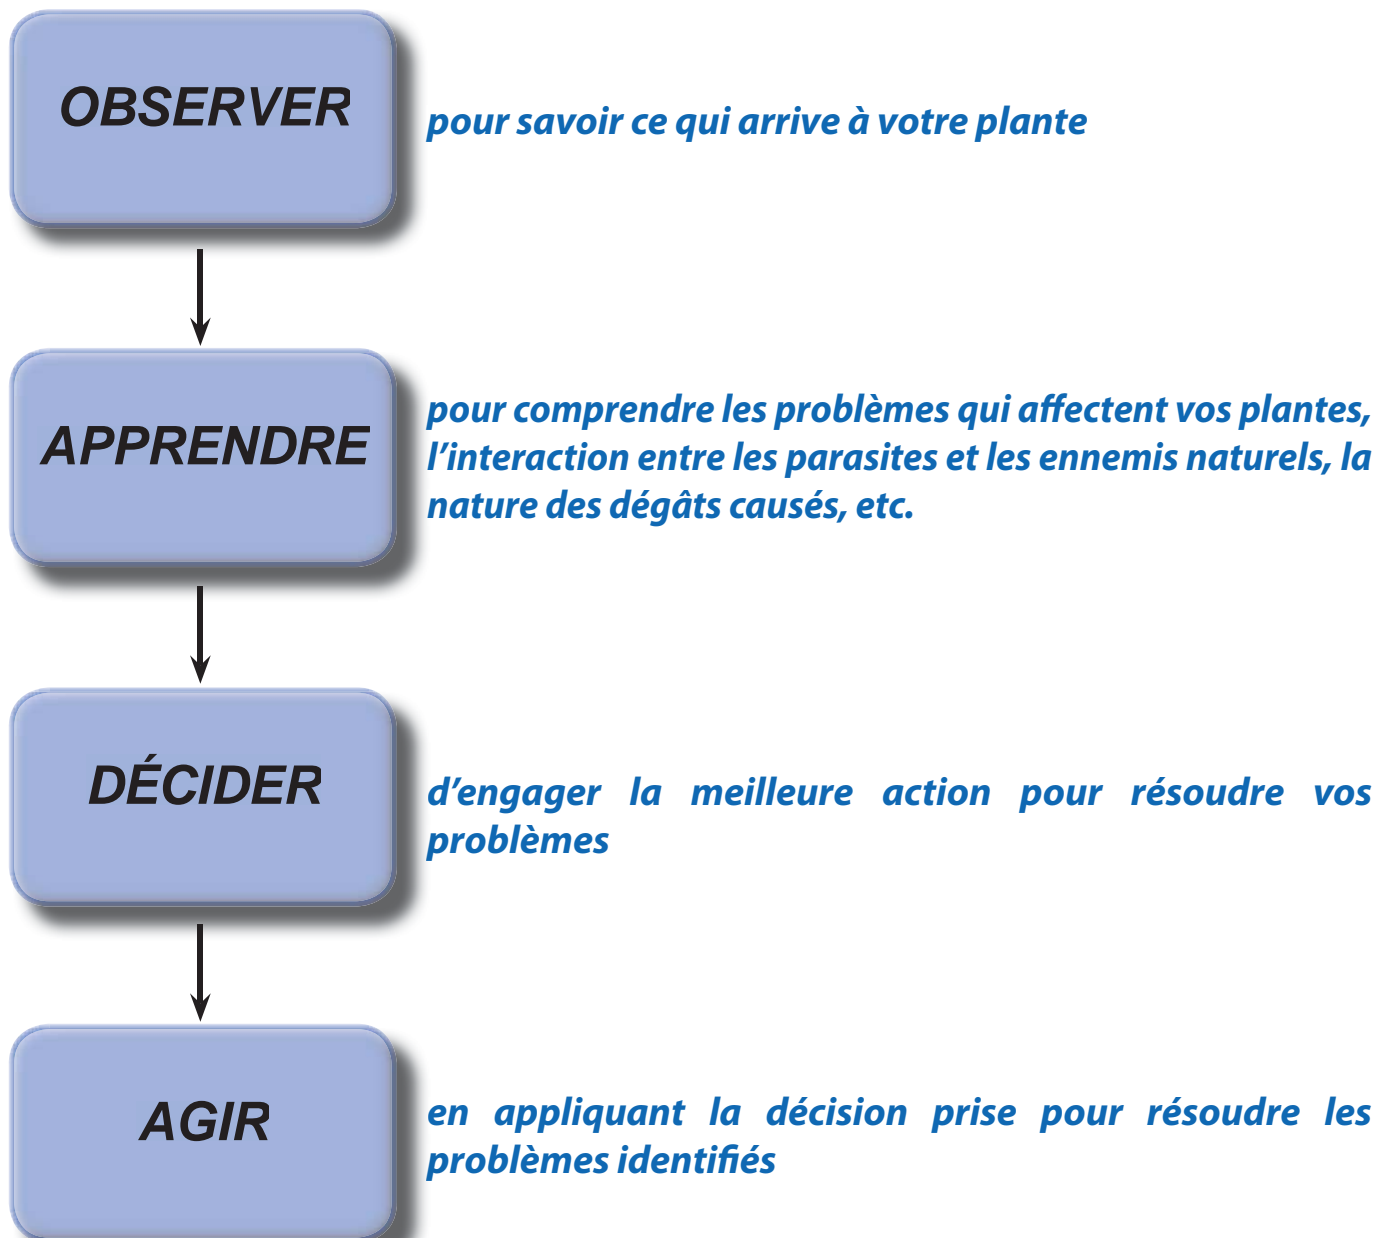 OBSERVER
pour savoir ce qui arrive à votre plante
APPRENDRE
pour comprendre les problèmes qui affectent vos plantes,
l’interaction entre les parasites et les ennemis naturels, la
nature des dégâts causés, etc.
DÉCIDER
d’engager la meilleure action pour résoudre vos
problèmes
AGIR
en appliquant la décision prise pour résoudre les
problèmes identifiés